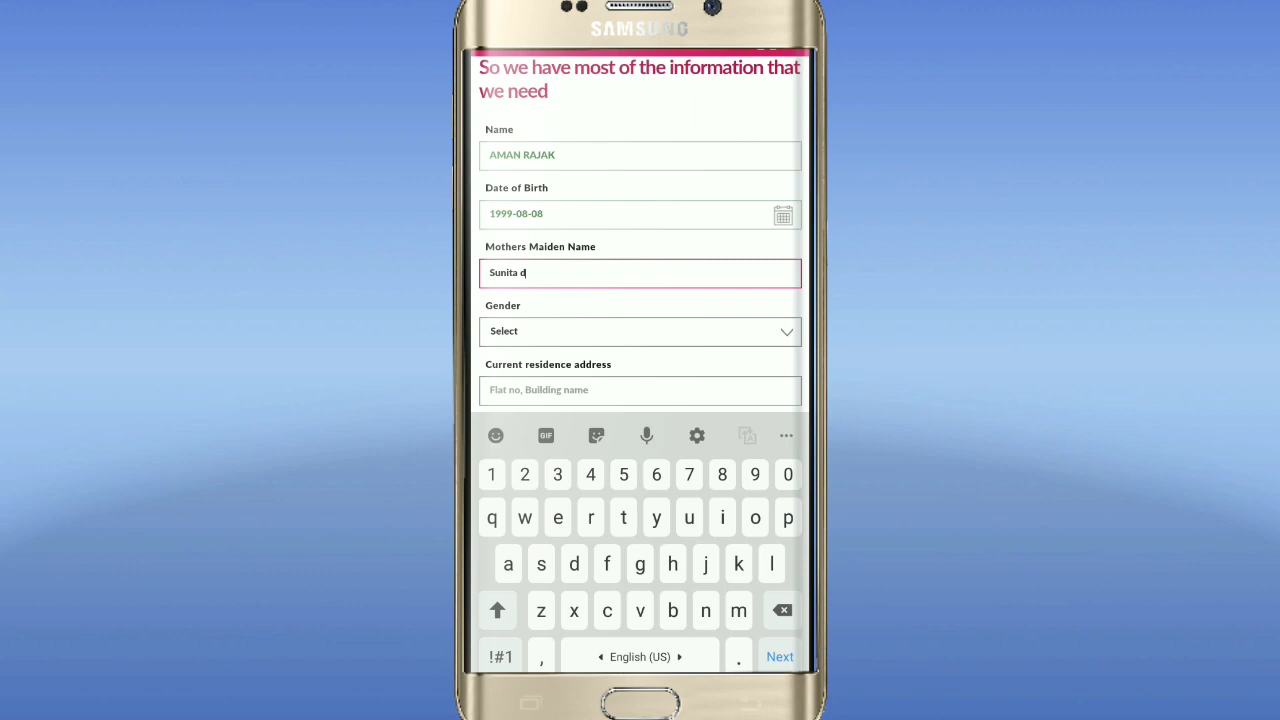 SAMSUNG
So we have most of the information that
we need
Name
AMAN RAJAK
Date of Birth
1999-08-08
Mothers Maiden Name
Sunita d
Gender
Select
Current residence address
Flat no, Building name
GIF
1 2 3 4 5 6 7 8 9 0
q w e r t y u i o p
a s d f g h j k l
z x c v b n m
!#1 , English (US) . Next